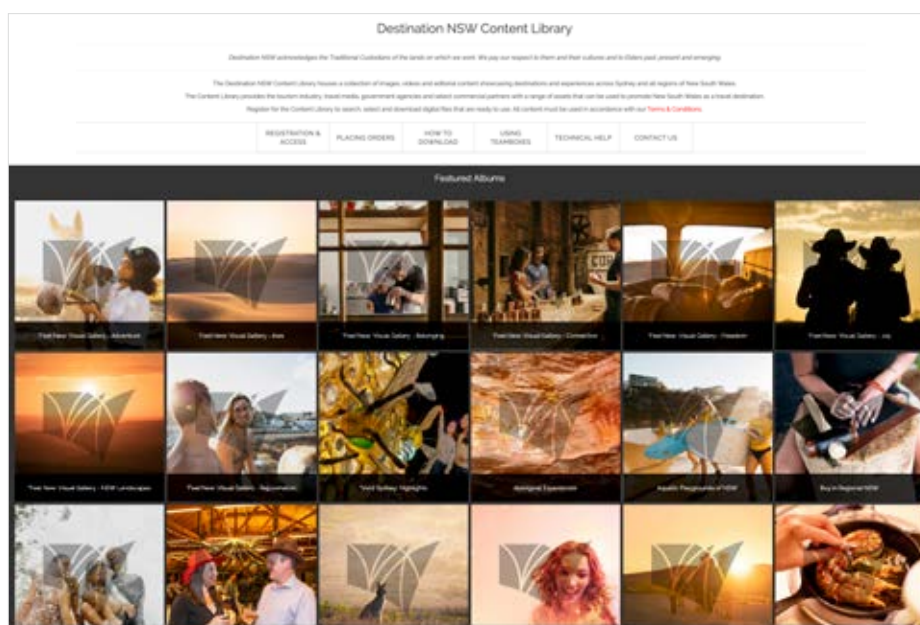 Destination NSW Content Library
Destination NSW acknowledges the Traditional Custodians of the lands on which we work. We pay our respect to them and their cultures and to Elders past, present and emerging.
The Destination NSW Content Library houses a collection of images, videos and editorial content showcasing destinations and experiences across Sydney and all regions of New South Wales.
The Content Library provides the tourism industry, travel media, government agencies and select commercial partners with a range of assets that can be used to promote New South Wales as a travel destination.
Register for the Content Library to search, select and download digital files that are ready to use. All content must be used in accordance with our Terms & Conditions.
REGISTRATION & ACCESS
PLACING ORDERS
HOW TO DOWNLOAD
USING TEAMBOXES
TECHNICAL HELP
CONTACT US
Featured Albums
'Feel New' Visual Gallery - Adventure
'Feel New' Visual Gallery - Awe
'Feel New' Visual Gallery - Belonging
'Feel New' Visual Gallery - Connection
'Feel New' Visual Gallery - Freedom
'Feel New' Visual Gallery - Joy
'Feel New' Visual Gallery - NSW Landscapes
'Feel New' Visual Gallery - Rejuvenation
'Vivid Sydney' Highlights
Aboriginal Experiences
Aquatic Playgrounds of NSW
Buy in Regional NSW